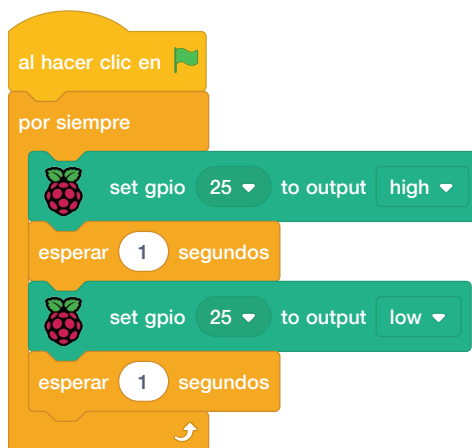 al hacer clic en
por siempre
set gpio 25 to output high
esperar 1 segundos
set gpio 25 to output low
esperar 1 segundos